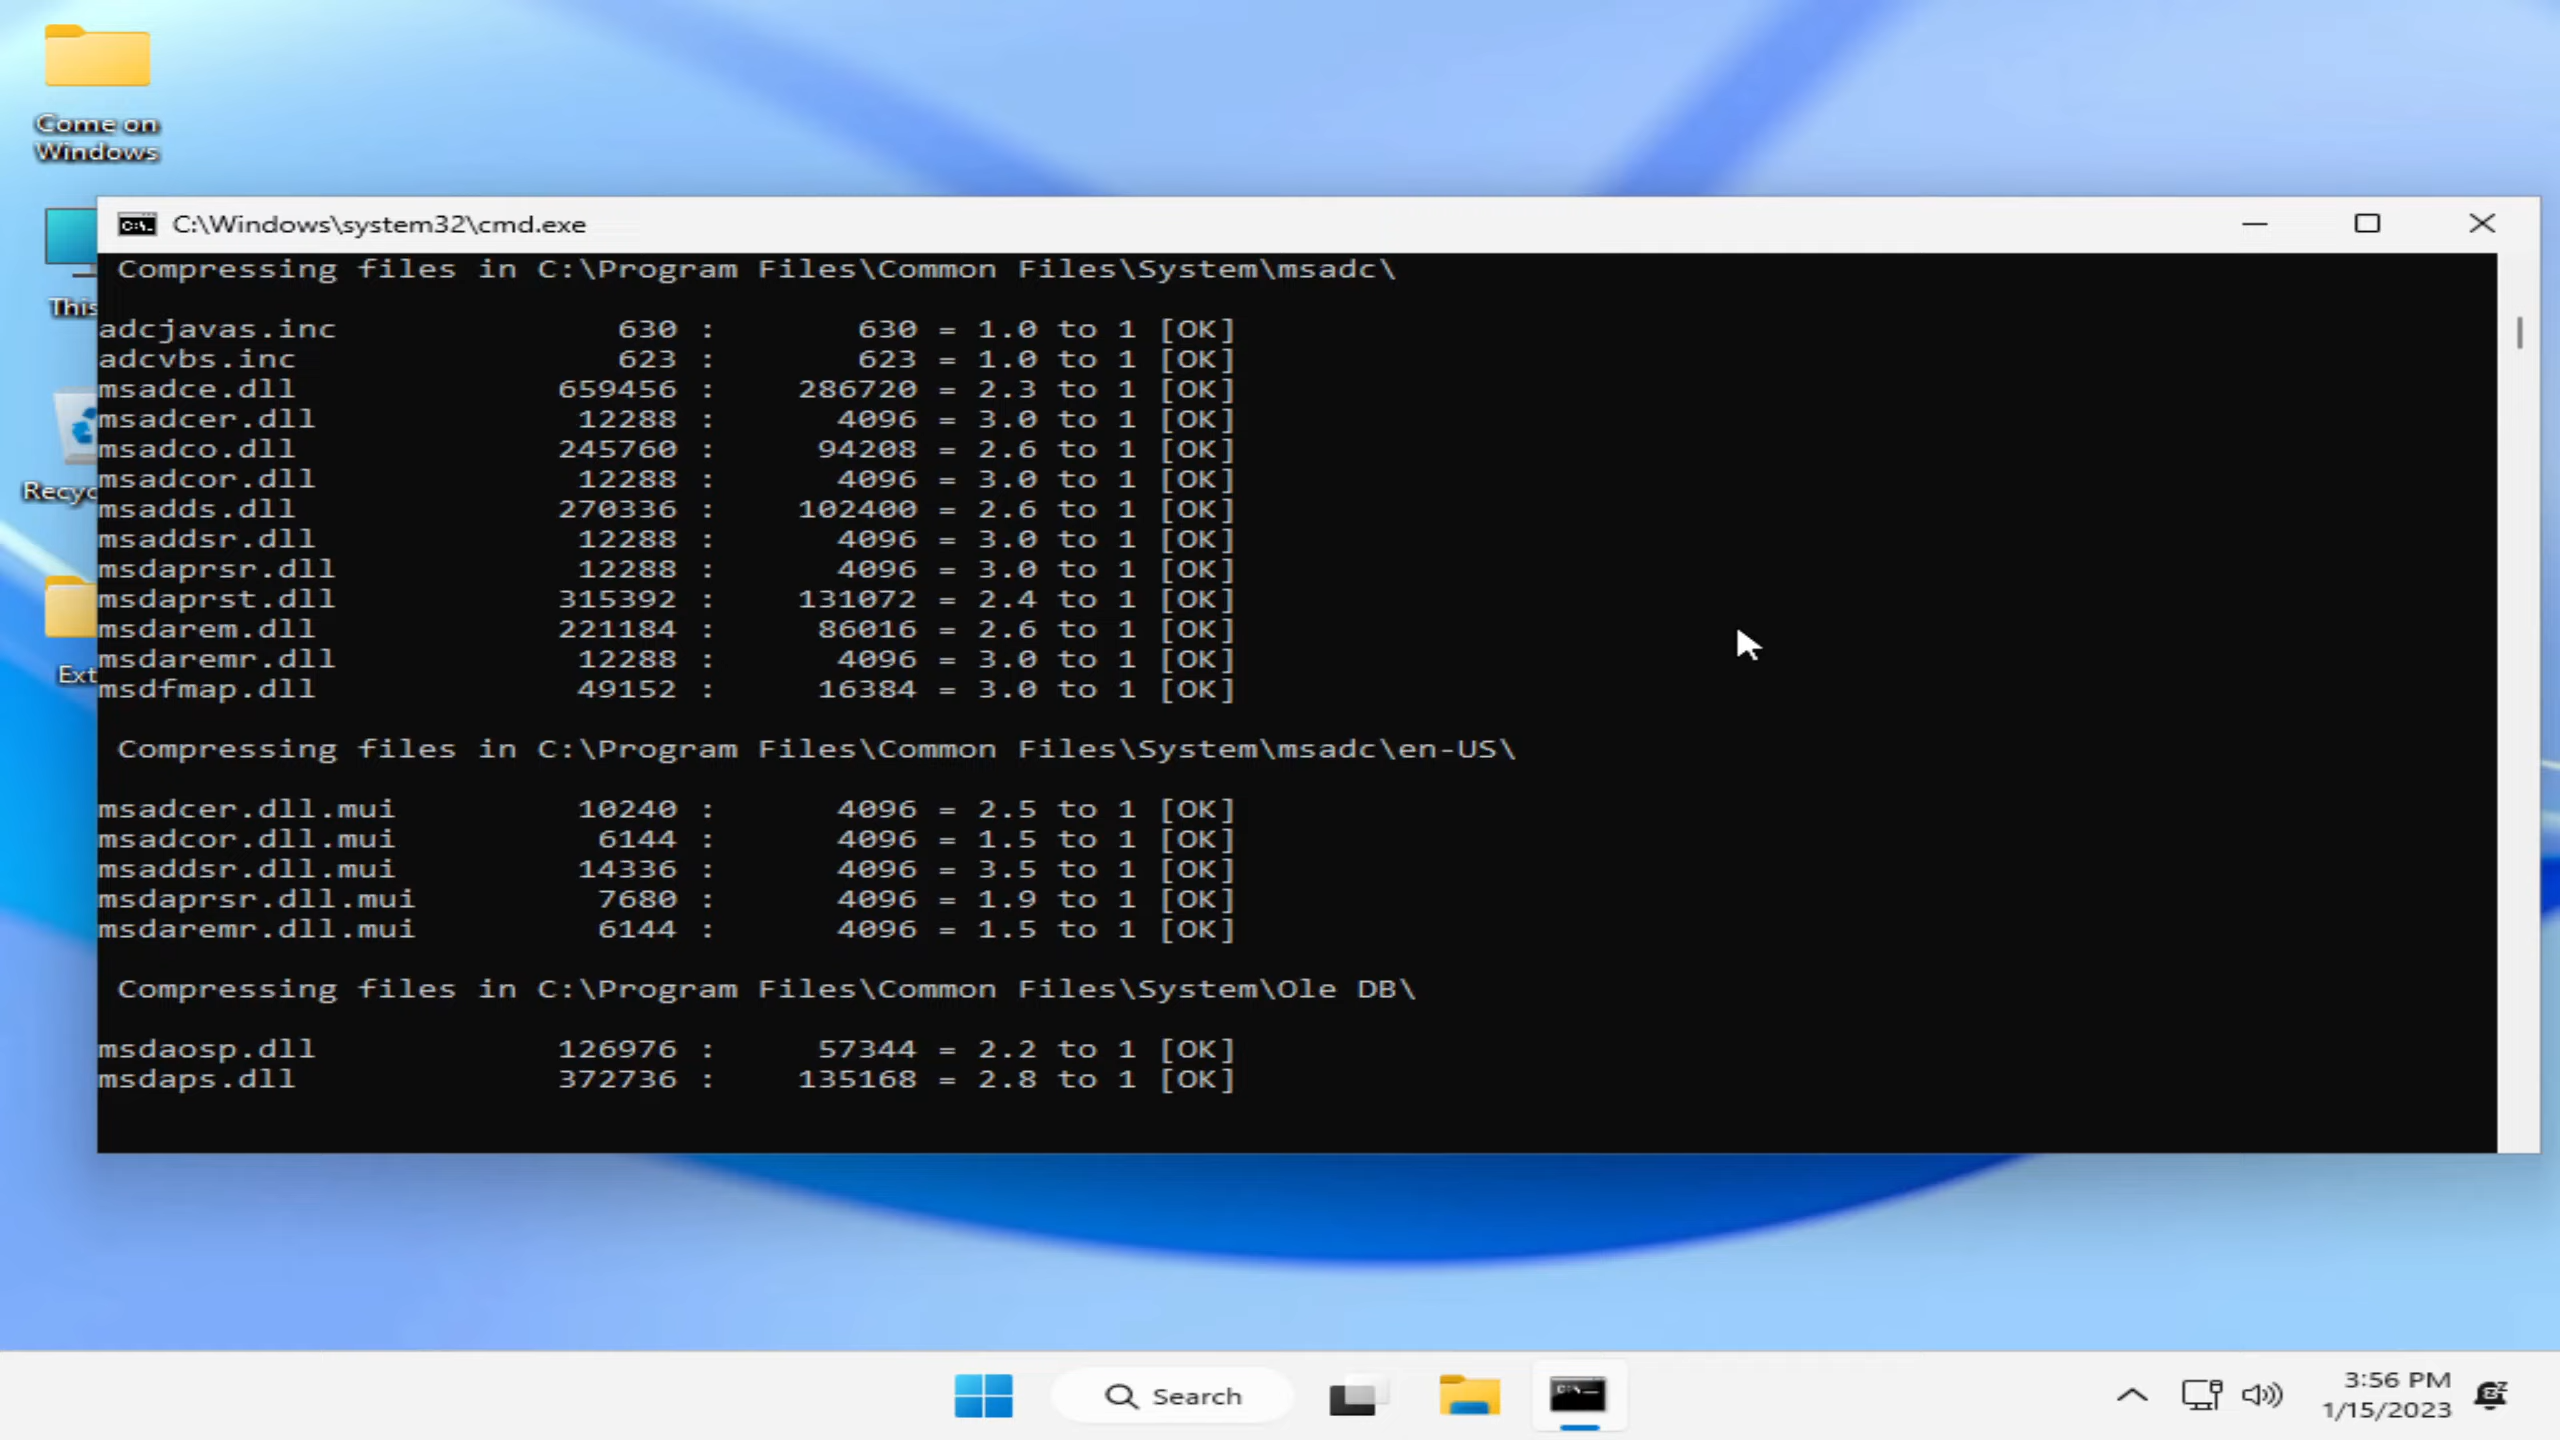 Come on
Windows
This
Recyc
Ext
C:\Windows\system32\cmd.exe
Compressing files in C:\Program Files\Common Files\System\msadc\
adcjavas.inc 630 : 630 = 1.0 to 1 [OK]
adcvbs.inc 623 : 623 = 1.0 to 1 [OK]
msadce.dll 659456 : 286720 = 2.3 to 1 [OK]
msadcer.dll 12288 : 4096 = 3.0 to 1 [OK]
msadco.dll 245760 : 94208 = 2.6 to 1 [OK]
msadcor.dll 12288 : 4096 = 3.0 to 1 [OK]
msadds.dll 270336 : 102400 = 2.6 to 1 [OK]
msaddsr.dll 12288 : 4096 = 3.0 to 1 [OK]
msdaprsr.dll 12288 : 4096 = 3.0 to 1 [OK]
msdaprst.dll 315392 : 131072 = 2.4 to 1 [OK]
msdarem.dll 221184 : 86016 = 2.6 to 1 [OK]
msdaremr.dll 12288 : 4096 = 3.0 to 1 [OK]
msdfmap.dll 49152 : 16384 = 3.0 to 1 [OK]
Compressing files in C:\Program Files\Common Files\System\msadc\en-US\
msadcer.dll.mui 10240 : 4096 = 2.5 to 1 [OK]
msadcor.dll.mui 6144 : 4096 = 1.5 to 1 [OK]
msaddsr.dll.mui 14336 : 4096 = 3.5 to 1 [OK]
msdaprsr.dll.mui 7680 : 4096 = 1.9 to 1 [OK]
msdaremr.dll.mui 6144 : 4096 = 1.5 to 1 [OK]
Compressing files in C:\Program Files\Common Files\System\Ole DB\
msdaosp.dll 126976 : 57344 = 2.2 to 1 [OK]
msdaps.dll 372736 : 135168 = 2.8 to 1 [OK]
Search
3:56 PM
1/15/2023